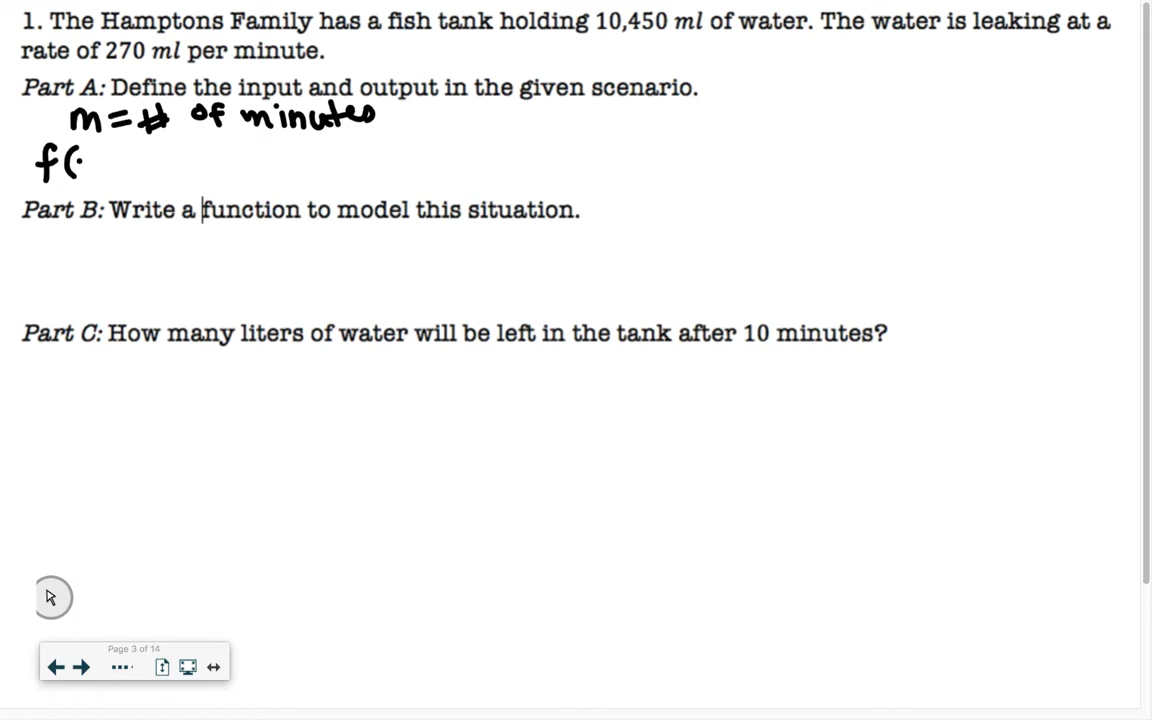 1. The Hamptons Family has a fish tank holding 10,450 ml of water. The water is leaking at a
rate of 270 ml per minute.
Part A: Define the input and output in the given scenario.
m = # of minutes
f(
Part B: Write a function to model this situation.
Part C: How many liters of water will be left in the tank after 10 minutes?
Page 3 of 14